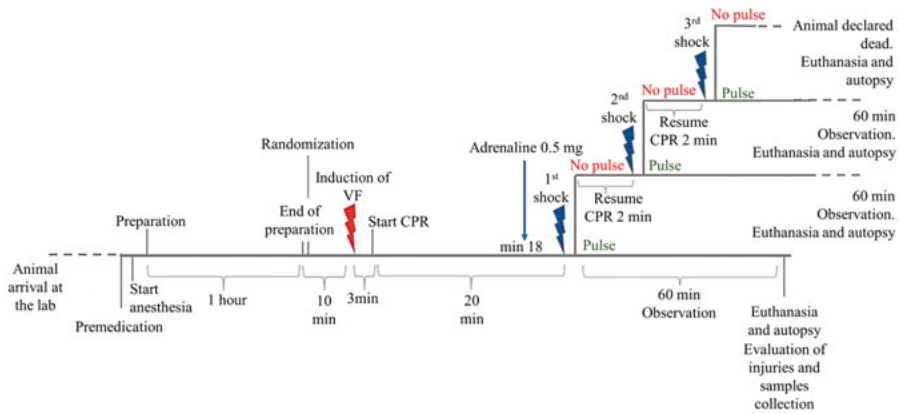 No pulse
3rd
shock
Animal declared
dead.
Euthanasia and
autopsy
No pulse
Pulse
2nd
shock
Resume
CPR 2 min
60 min
Observation.
Euthanasia and autopsy
Randomization
Adrenaline 0.5 mg
No pulse
Pulse
Induction of
VF
1st
shock
Resume
CPR 2 min
60 min
Observation.
Euthanasia and autopsy
Preparation
End of
preparation
Start CPR
min 18
Pulse
Animal
arrival at
the lab
Start
anesthesia
Premedication
1 hour
10
min
3min
20
min
60 min
Observation
Euthanasia
and autopsy
Evaluation of
injuries and
samples
collection